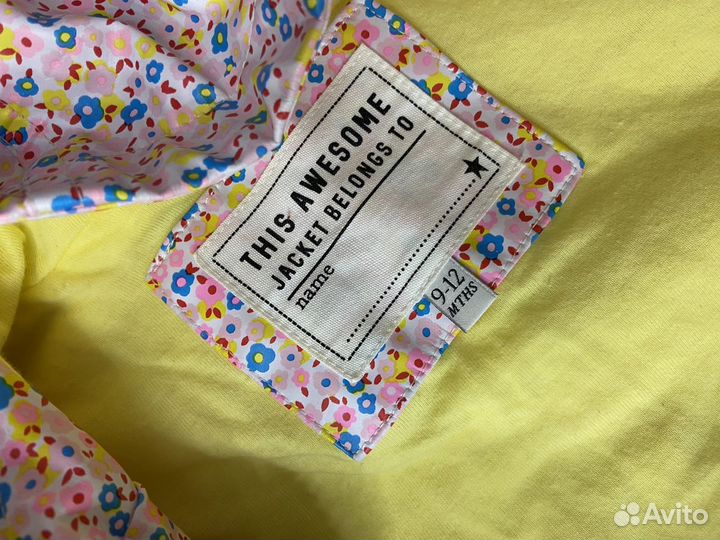 THIS AWESOME
JACKET BELONGS TO
name
9-12
MTHS
Avito